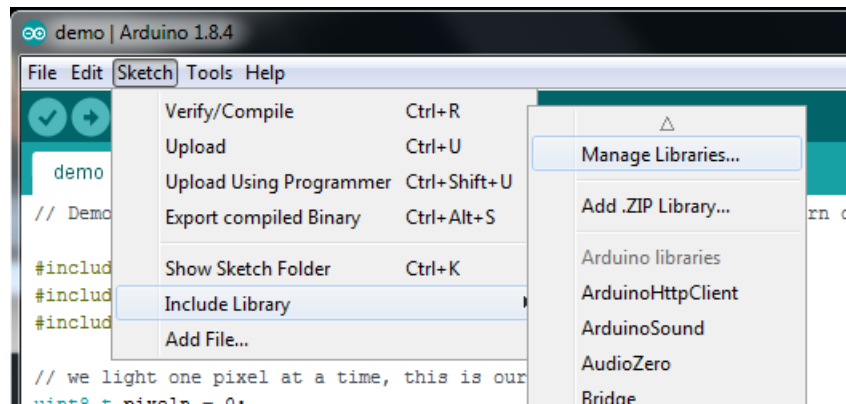 demo | Arduino 1.8.4
File Edit Sketch Tools Help
Verify/Compile Ctrl+R
Upload Ctrl+U
Upload Using Programmer Ctrl+Shift+U
Export compiled Binary Ctrl+Alt+S
Show Sketch Folder Ctrl+K
Include Library
Add File...
Manage Libraries...
Add .ZIP Library...
Arduino libraries
ArduinoHttpClient
ArduinoSound
AudioZero
Bridge
demo
// Demo
#includ
#includ
#includ
// we light one pixel at a time, this is our
uint8_t pixeln = 0;